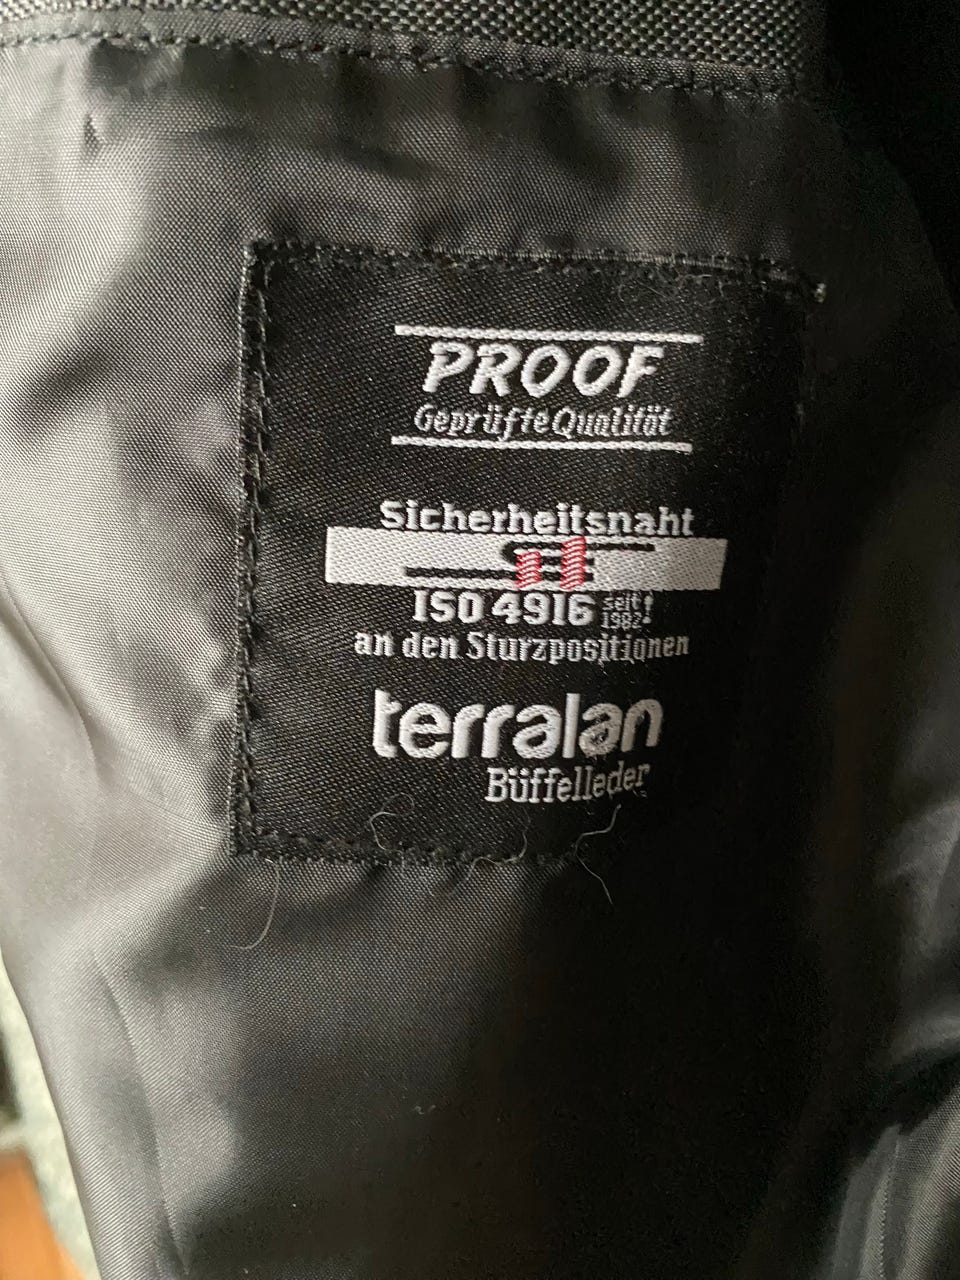 PROOF
Geprüfte Qualität
Sicherheitsnaht
ISO 4916 seit 1982!
an den Sturzpositionen
terralan
Büffelleder